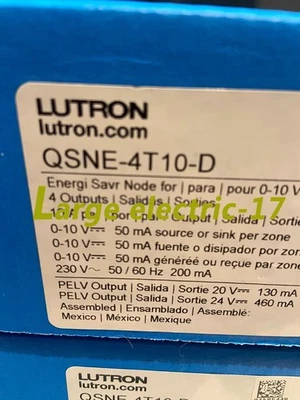 LUTRON
lutron.com
QSNE-4T10-D
Energi Savr Node for | para | pour 0-10 V
4 Outputs | Salidas | Sorties
Large electric-17
0-10 V 50 mA source or sink per zone
0-10 V 50 mA fuente o disipador por zona
0-10 V 50 mA générée ou reçue par zone
230 V 50 / 60 Hz 200 mA
PELV Output | Salida | Sortie 20 V 130 mA
PELV Output | Salida | Sortie 24 V 460 mA
Assembled | Ensamblado | Assemblé:
Mexico | México | Mexique
LUTRON
lutron.com